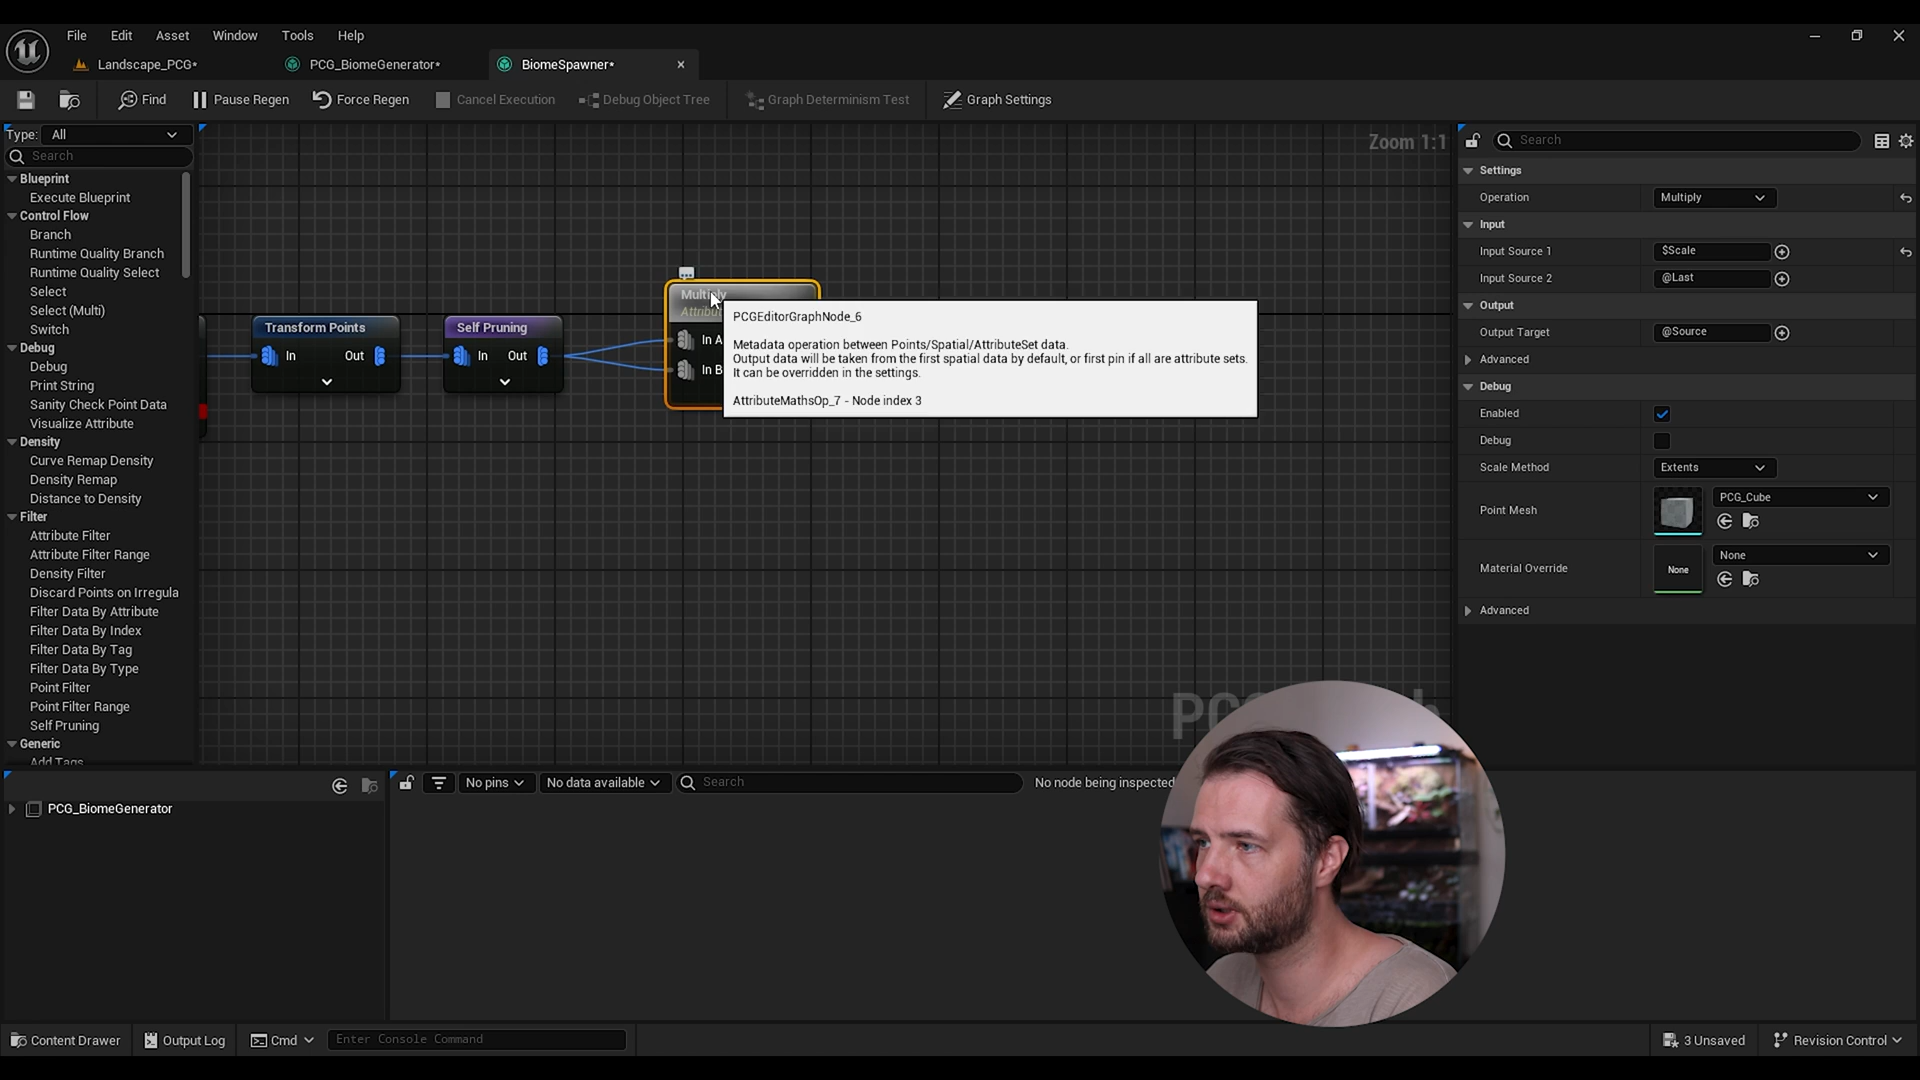 File Edit Asset Window Tools Help
Landscape_PCG* PCG_BiomeGenerator* BiomeSpawner*
Find Pause Regen Force Regen Cancel Execution Debug Object Tree Graph Determinism Test Graph Settings
Type: All
Search
Blueprint
Execute Blueprint
Control Flow
Branch
Runtime Quality Branch
Runtime Quality Select
Select
Select (Multi)
Switch
Debug
Debug
Print String
Sanity Check Point Data
Visualize Attribute
Density
Curve Remap Density
Density Remap
Distance to Density
Filter
Attribute Filter
Attribute Filter Range
Density Filter
Discard Points on Irregula
Filter Data By Attribute
Filter Data By Index
Filter Data By Tag
Filter Data By Type
Point Filter
Point Filter Range
Self Pruning
Generic
Add Tags
Zoom 1:1
Transform Points
In Out
Self Pruning
In Out
Multiply
In A
In B
PCGEditorGraphNode_6
Metadata operation between Points/Spatial/AttributeSet data.
Output data will be taken from the first spatial data by default, or first pin if all are attribute sets.
It can be overridden in the settings.
AttributeMathsOp_7 - Node index 3
Search
Settings
Operation Multiply
Input
Input Source 1 $Scale
Input Source 2 @Last
Output
Output Target @Source
Advanced
Debug
Enabled
Debug
Scale Method Extents
Point Mesh PCG_Cube
Material Override None None
Advanced
PCG_BiomeGenerator
No pins No data available Search No node being inspected
Content Drawer Output Log Cmd Enter Console Command 3 Unsaved Revision Control